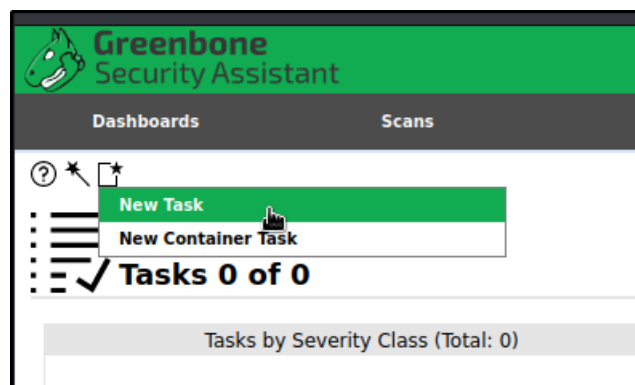 Greenbone
Security Assistant
Dashboards Scans
?
New Task
New Container Task
Tasks 0 of 0
Tasks by Severity Class (Total: 0)